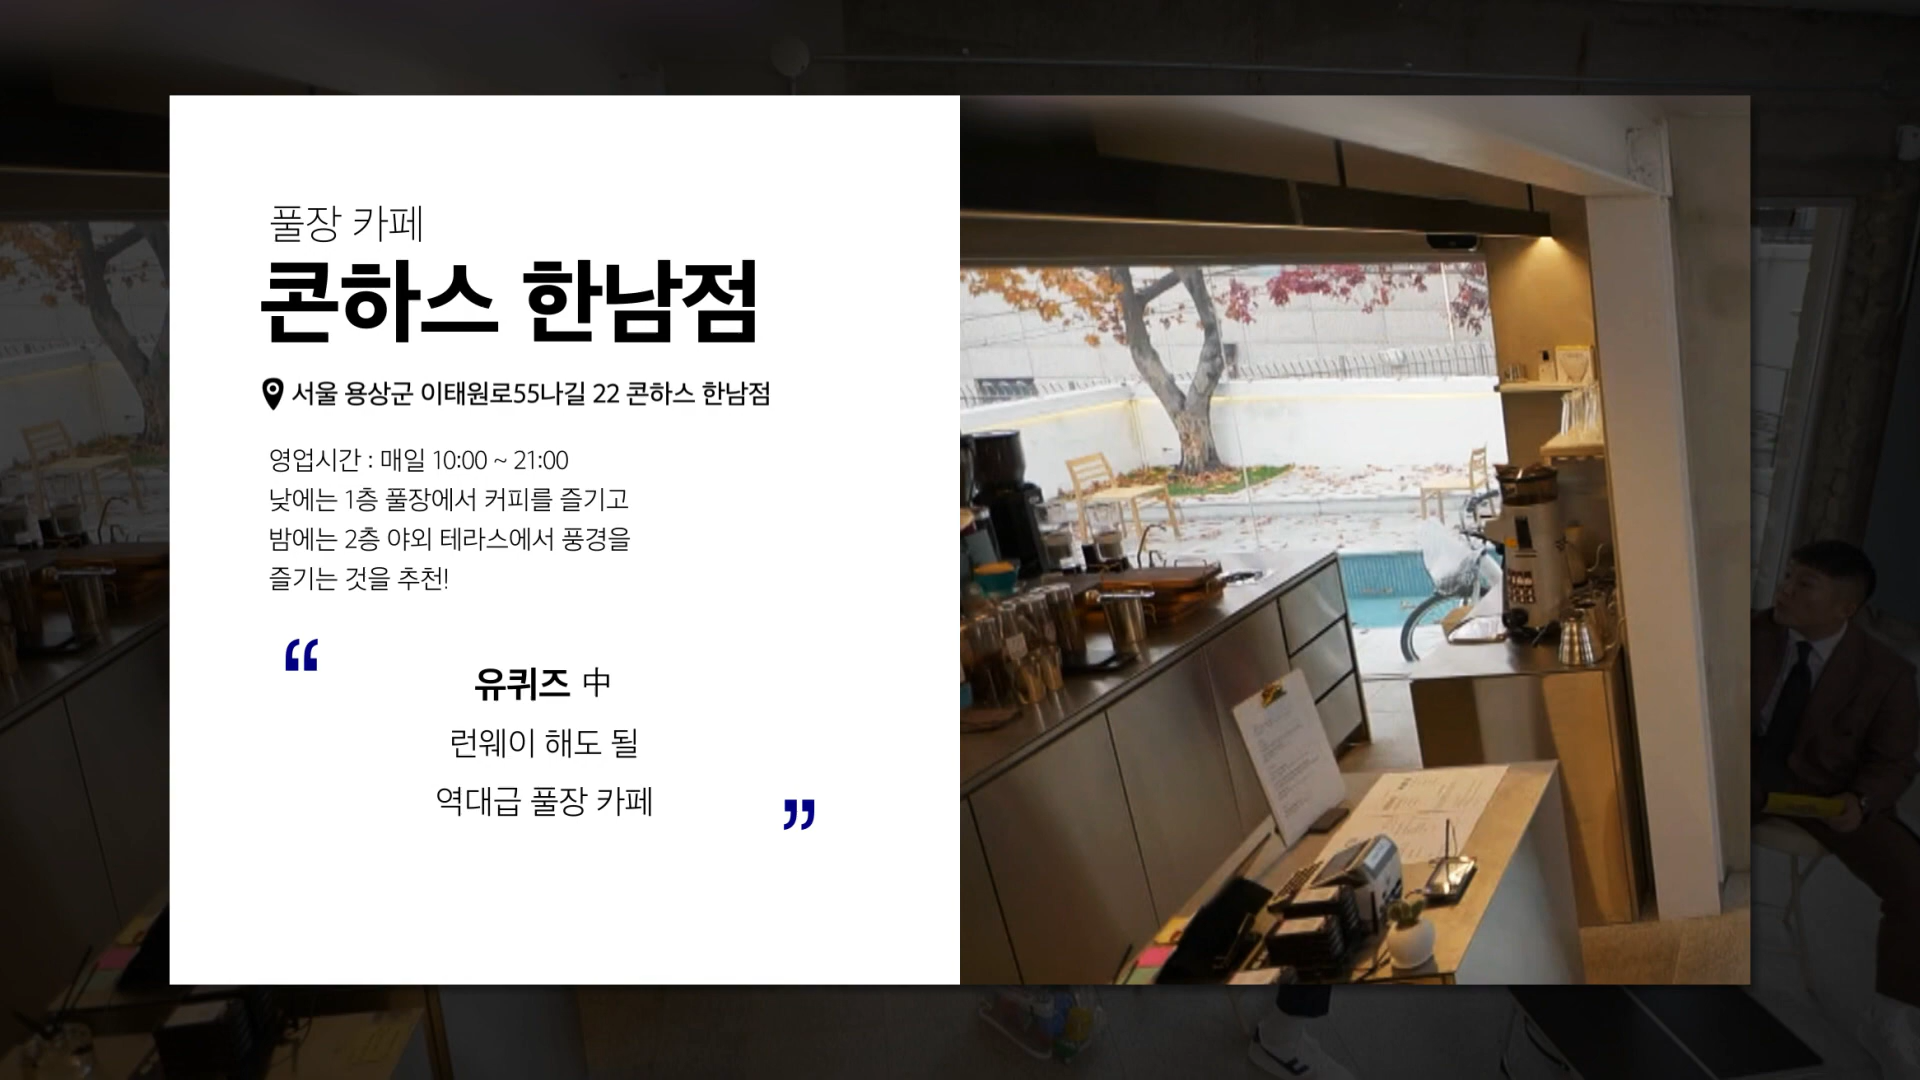 풀장 카페
콘하스 한남점
서울 용상군 이태원로55나길 22 콘하스 한남점
영업시간 : 매일 10:00 ~ 21:00
낮에는 1층 풀장에서 커피를 즐기고
밤에는 2층 야외 테라스에서 풍경을
즐기는 것을 추천!
“
유퀴즈 中
런웨이 해도 될
역대급 풀장 카페
”